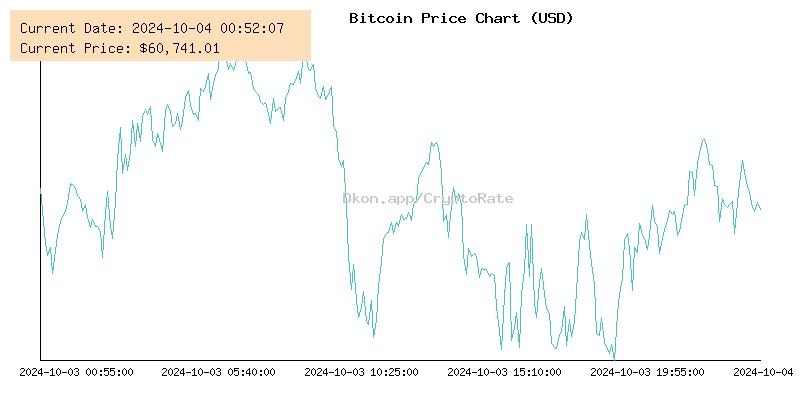 Bitcoin Price Chart (USD)
Current Date: 2024-10-04 00:52:07
Current Price: $60,741.01
Dkon.app/CryptoRate
2024-10-03 00:55:00 2024-10-03 05:40:00 2024-10-03 10:25:00 2024-10-03 15:10:00 2024-10-03 19:55:00 2024-10-04